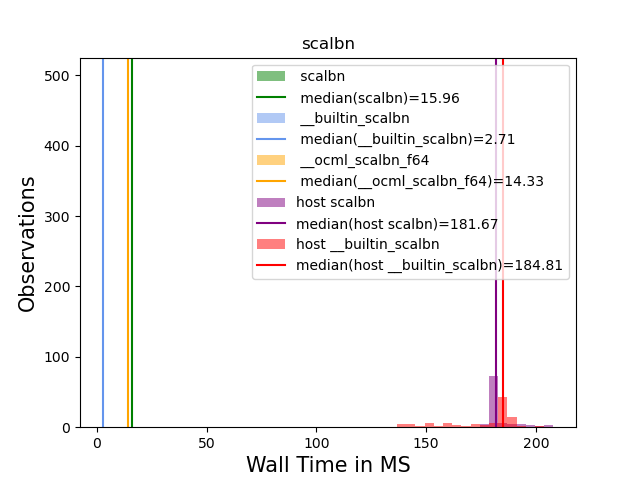 scalbn
Observations
500
400
300
200
100
0
scalbn
median(scalbn)=15.96
__builtin_scalbn
median(__builtin_scalbn)=2.71
__ocml_scalbn_f64
median(__ocml_scalbn_f64)=14.33
host scalbn
median(host scalbn)=181.67
host __builtin_scalbn
median(host __builtin_scalbn)=184.81
0 50 100 150 200
Wall Time in MS